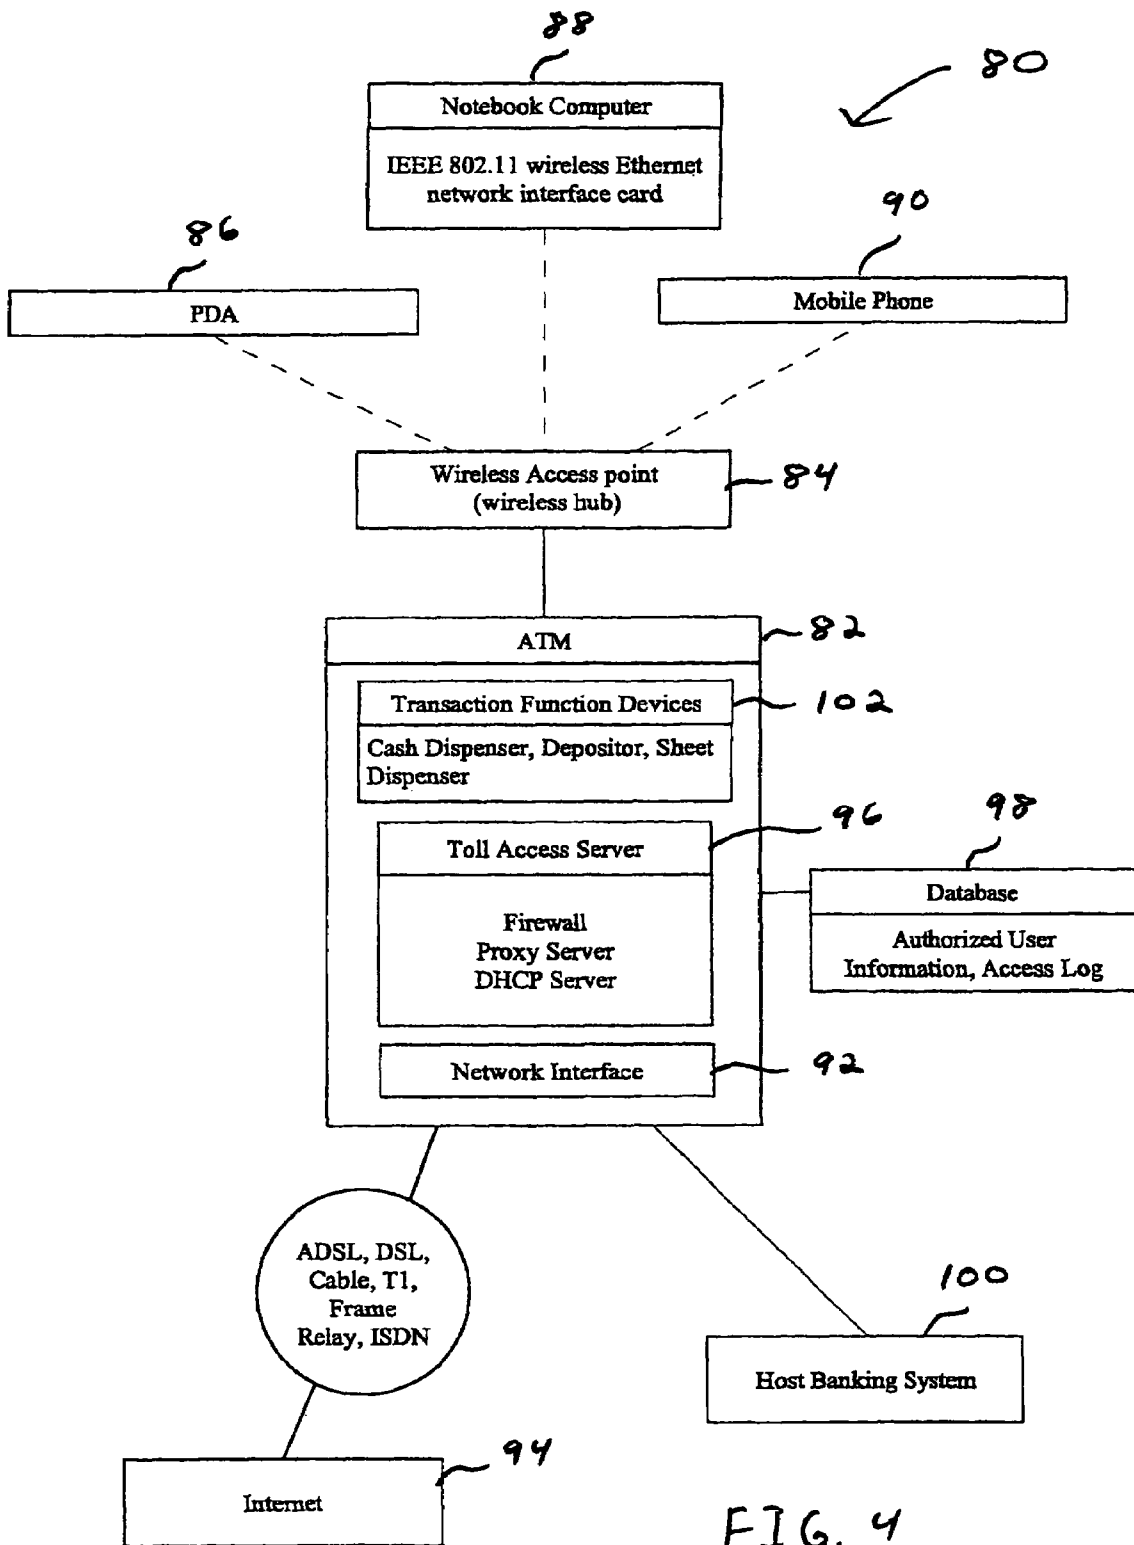 88
80
Notebook Computer
IEEE 802.11 wireless Ethernet
network interface card
90
86
PDA
Mobile Phone
Wireless Access point
(wireless hub)
84
ATM
82
Transaction Function Devices
102
Cash Dispenser, Depositor, Sheet
Dispenser
96
98
Toll Access Server
Database
Firewall
Proxy Server
DHCP Server
Authorized User
Information, Access Log
Network Interface
92
ADSL, DSL,
Cable, T1,
Frame
Relay, ISDN
100
Host Banking System
94
Internet
FIG. 4